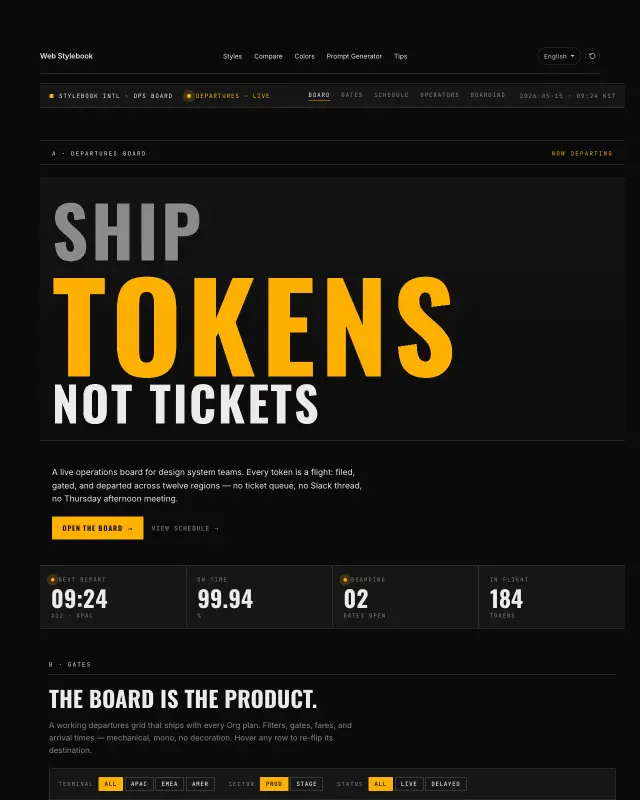 Web Stylebook
Styles Compare Colors Prompt Generator Tips
English
STYLEBOOK INTL · OPS BOARD
DEPARTURES — LIVE
BOARD GATES SCHEDULE OPERATORS BOARDING
2026-05-15 · 09:24 KST
A · DEPARTURES BOARD
NOW DEPARTING
SHIP
TOKENS
NOT TICKETS
A live operations board for design system teams. Every token is a flight: filed,
gated, and departed across twelve regions — no ticket queue, no Slack thread,
no Thursday afternoon meeting.
OPEN THE BOARD →
VIEW SCHEDULE →
NEXT DEPART
09:24
A12 · APAC
ON TIME
99.94
%
BOARDING
02
GATES OPEN
IN FLIGHT
184
TOKENS
B · GATES
THE BOARD IS THE PRODUCT.
A working departures grid that ships with every Org plan. Filters, gates, fares, and
arrival times — mechanical, mono, no decoration. Hover any row to re-flip its
destination.
TERMINAL ALL APAC EMEA AMER SECTOR PROD STAGE STATUS ALL LIVE DELAYED